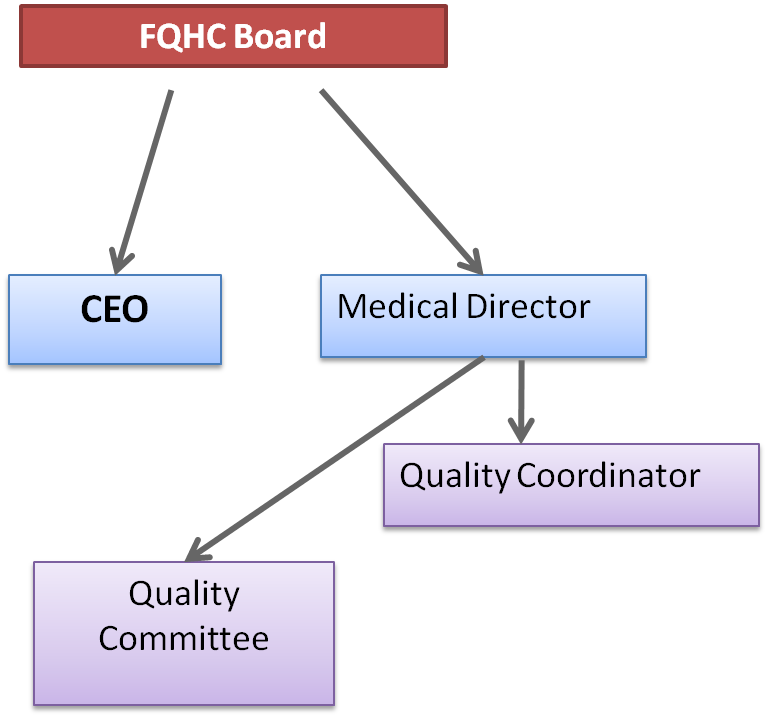 FQHC Board
CEO
Medical Director
Quality Coordinator
Quality
Committee